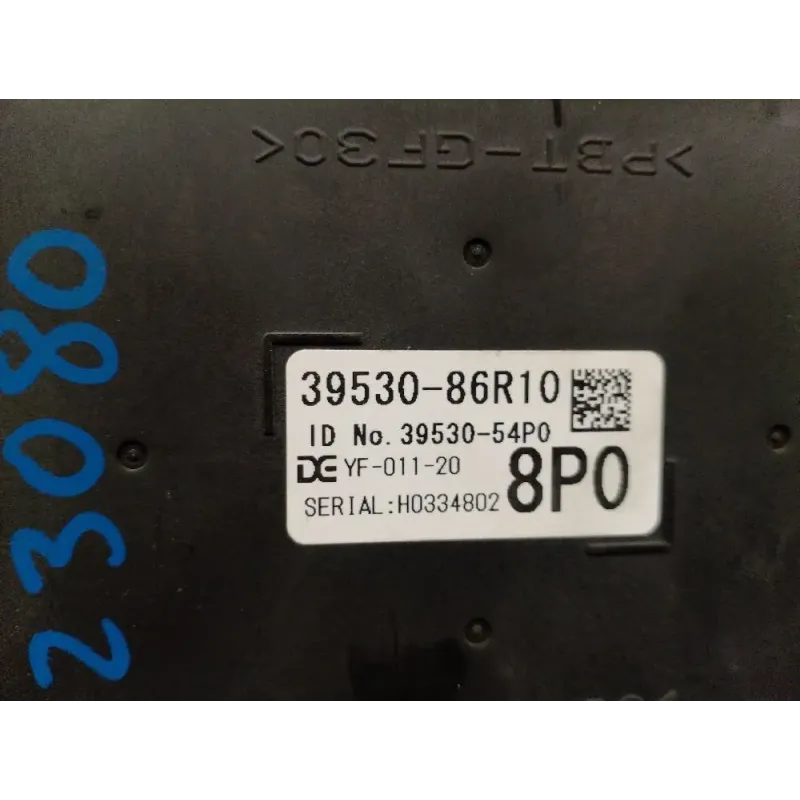 >PBT-GF30<
39530-86R10
ID No. 39530-54P0
DE YF-011-20
8P0
SERIAL:H0334802
23080